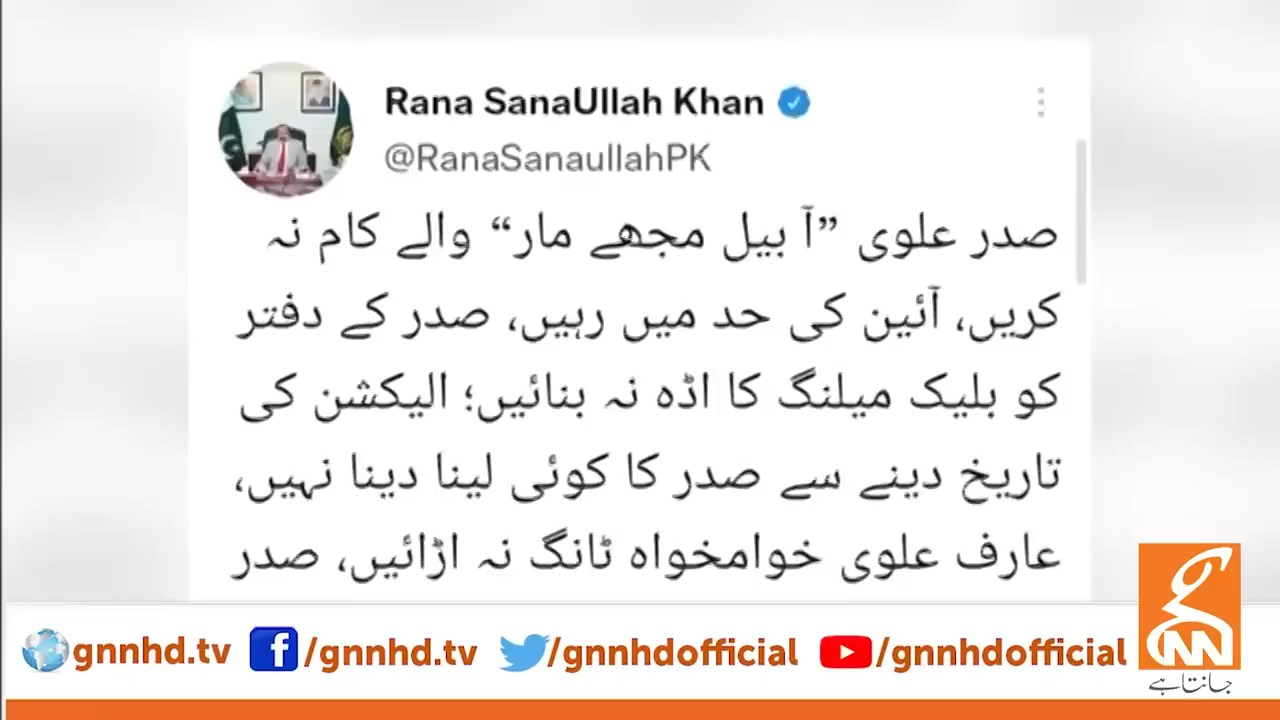 Rana SanaUllah Khan
@RanaSanaullahPK
صدر علوی ”آ بیل مجھے مار“ والے کام نہ
کریں، آئین کی حد میں رہیں، صدر کے دفتر
کو بلیک میلنگ کا اڈہ نہ بنائیں؛ الیکشن کی
تاریخ دینے سے صدر کا کوئی لینا دینا نہیں،
عارف علوی خوامخواہ ٹانگ نہ اڑائیں، صدر
gnnhd.tv /gnnhd.tv /gnnhdofficial /gnnhdofficial
GNN
جانتا ہے